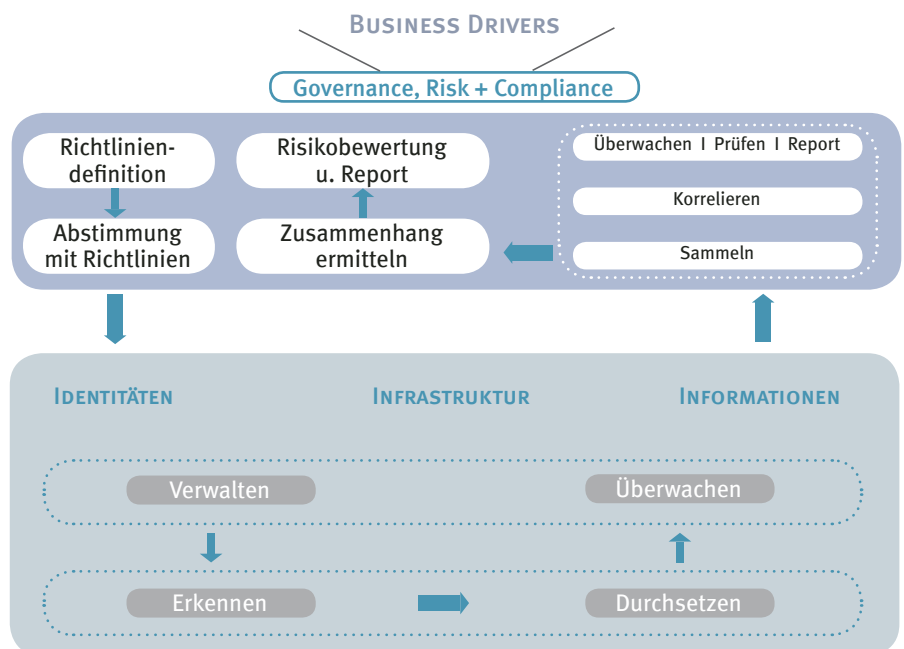 BUSINESS DRIVERS
Governance, Risk + Compliance
Richtlinien-
definition
Risikobewertung
u. Report
Überwachen I Prüfen I Report
Korrelieren
Abstimmung
mit Richtlinien
Zusammenhang
ermitteln
Sammeln
IDENTITÄTEN
INFRASTRUKTUR
INFORMATIONEN
Verwalten
Überwachen
Erkennen
Durchsetzen